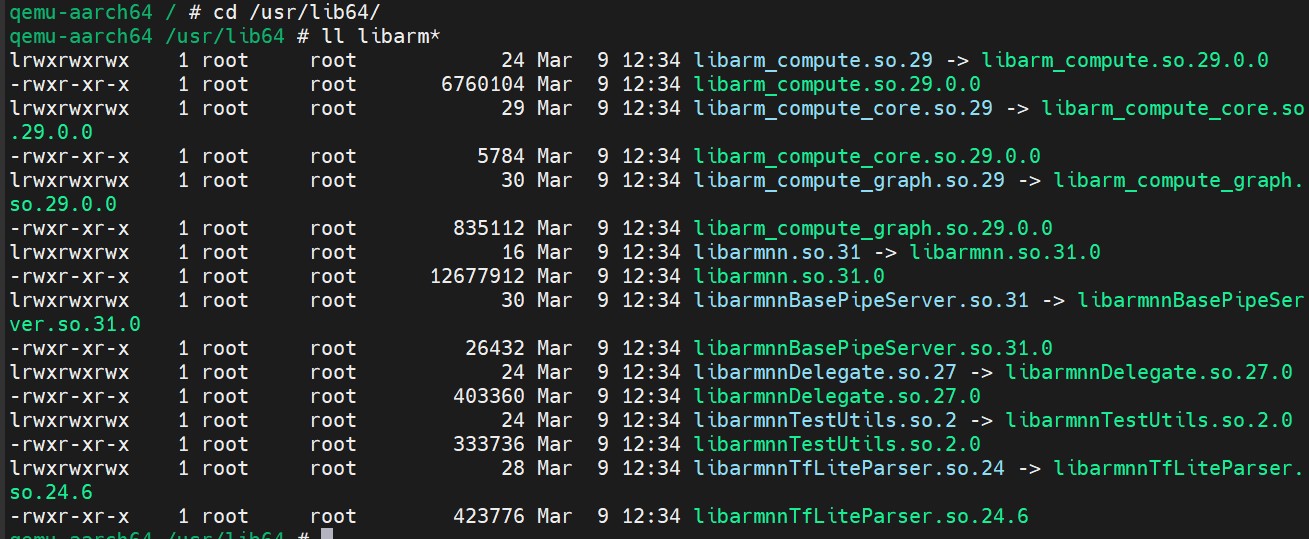 qemu-aarch64 / # cd /usr/lib64/
qemu-aarch64 /usr/lib64 # ll libarm*
lrwxrwxrwx    1 root     root            24 Mar  9 12:34 libarm_compute.so.29 -> libarm_compute.so.29.0.0
-rwxr-xr-x    1 root     root       6760104 Mar  9 12:34 libarm_compute.so.29.0.0
lrwxrwxrwx    1 root     root            29 Mar  9 12:34 libarm_compute_core.so.29 -> libarm_compute_core.so
.29.0.0
-rwxr-xr-x    1 root     root          5784 Mar  9 12:34 libarm_compute_core.so.29.0.0
lrwxrwxrwx    1 root     root            30 Mar  9 12:34 libarm_compute_graph.so.29 -> libarm_compute_graph.
so.29.0.0
-rwxr-xr-x    1 root     root        835112 Mar  9 12:34 libarm_compute_graph.so.29.0.0
lrwxrwxrwx    1 root     root            16 Mar  9 12:34 libarmnn.so.31 -> libarmnn.so.31.0
-rwxr-xr-x    1 root     root      12677912 Mar  9 12:34 libarmnn.so.31.0
lrwxrwxrwx    1 root     root            30 Mar  9 12:34 libarmnnBasePipeServer.so.31 -> libarmnnBasePipeSer
ver.so.31.0
-rwxr-xr-x    1 root     root         26432 Mar  9 12:34 libarmnnBasePipeServer.so.31.0
lrwxrwxrwx    1 root     root            24 Mar  9 12:34 libarmnnDelegate.so.27 -> libarmnnDelegate.so.27.0
-rwxr-xr-x    1 root     root        403360 Mar  9 12:34 libarmnnDelegate.so.27.0
lrwxrwxrwx    1 root     root            24 Mar  9 12:34 libarmnnTestUtils.so.2 -> libarmnnTestUtils.so.2.0
-rwxr-xr-x    1 root     root        333736 Mar  9 12:34 libarmnnTestUtils.so.2.0
lrwxrwxrwx    1 root     root            28 Mar  9 12:34 libarmnnTfLiteParser.so.24 -> libarmnnTfLiteParser.
so.24.6
-rwxr-xr-x    1 root     root        423776 Mar  9 12:34 libarmnnTfLiteParser.so.24.6
qemu-aarch64 /usr/lib64 #